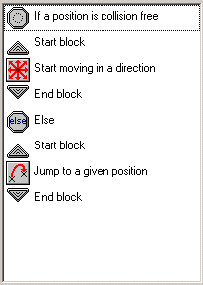 If a position is collision free
Start block
Start moving in a direction
End block
else Else
Start block
Jump to a given position
End block